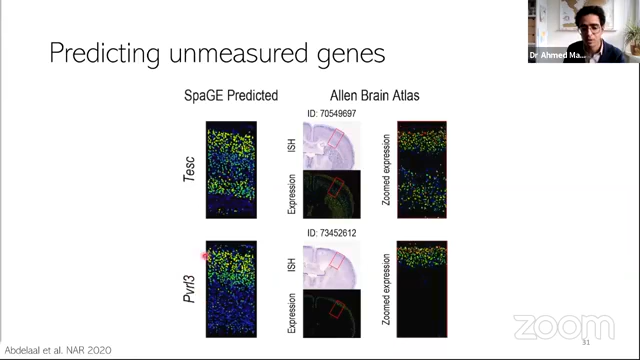 Dr Ahmed Ma...
Predicting unmeasured genes
SpaGE Predicted
Allen Brain Atlas
ID: 70549697
Tesc
ISH
Expression
Zoomed expression
ID: 73452612
Pvrl3
ISH
Expression
Zoomed expression
Abdelaal et al. NAR 2020
31
zoom